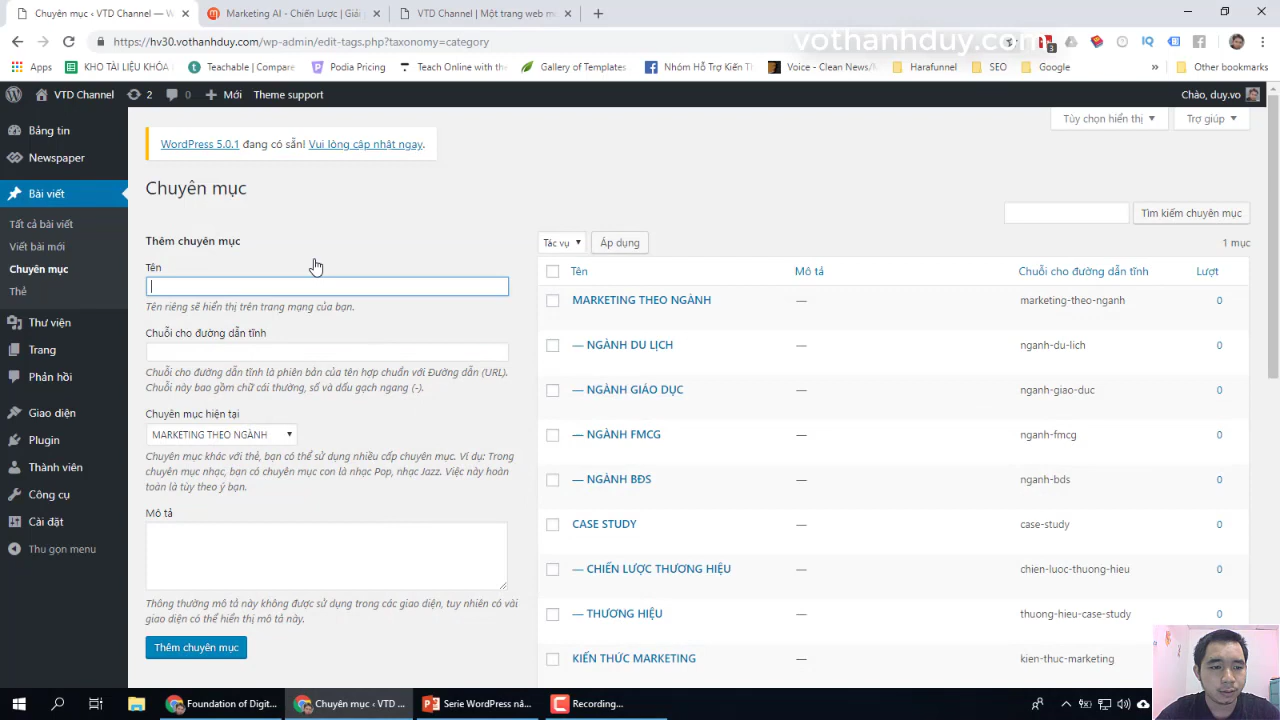 Chuyên mục ‹ VTD Channel — W
Marketing AI - Chiến Lược | Giải
VTD Channel | Một trang web mớ
https://hv30.vothanhduy.com/wp-admin/edit-tags.php?taxonomy=category
vothanhduy.com
3
Apps
KHO TÀI LIỆU KHÓA
Teachable | Compar
Podia Pricing
Teach Online with the
Gallery of Templates
Nhóm Hỗ Trợ Kiến T
Voice - Clean News/
Harafunnel
SEO
Google
Other bookmarks
VTD Channel
2
0
Mới
Theme support
Chào, duy.vo
Bảng tin
Newspaper
Bài viết
Tất cả bài viết
Viết bài mới
Chuyên mục
Thẻ
Thư viện
Trang
Phản hồi
Giao diện
Plugin
Thành viên
Công cụ
Cài đặt
Thu gọn menu
Tùy chọn hiển thị
Trợ giúp
WordPress 5.0.1 đang có sẵn! Vui lòng cập nhật ngay.
Chuyên mục
Tìm kiếm chuyên mục
Thêm chuyên mục
Tên
Tên riêng sẽ hiển thị trên trang mạng của bạn.
Chuỗi cho đường dẫn tĩnh
Chuỗi cho đường dẫn tĩnh là phiên bản của tên hợp chuẩn với Đường dẫn (URL).
Chuỗi này bao gồm chữ cái thường, số và dấu gạch ngang (-).
Chuyên mục hiện tại
MARKETING THEO NGÀNH
Chuyên mục khác với thẻ, bạn có thể sử dụng nhiều cấp chuyên mục. Ví dụ: Trong
chuyên mục nhạc, bạn có chuyên mục con là nhạc Pop, nhạc Jazz. Việc này hoàn
toàn là tùy theo ý bạn.
Mô tả
Thông thường mô tả này không được sử dụng trong các giao diện, tuy nhiên có vài
giao diện có thể hiển thị mô tả này.
Thêm chuyên mục
Tác vụ
Áp dụng
1 mục
Tên Mô tả Chuỗi cho đường dẫn tĩnh Lượt
MARKETING THEO NGÀNH — marketing-theo-nganh 0
— NGÀNH DU LỊCH — nganh-du-lich 0
— NGÀNH GIÁO DỤC — nganh-giao-duc 0
— NGÀNH FMCG — nganh-fmcg 0
— NGÀNH BĐS — nganh-bds 0
CASE STUDY — case-study 0
— CHIẾN LƯỢC THƯƠNG HIỆU — chien-luoc-thuong-hieu 0
— THƯƠNG HIỆU — thuong-hieu-case-study 0
KIẾN THỨC MARKETING — kien-thuc-marketing
Foundation of Digit...
Chuyên mục ‹ VTD ...
Serie WordPress nâ...
Recording...